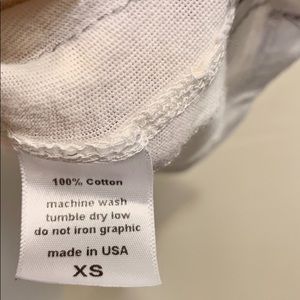 100% Cotton
machine wash
tumble dry low
do not iron graphic
made in USA
XS